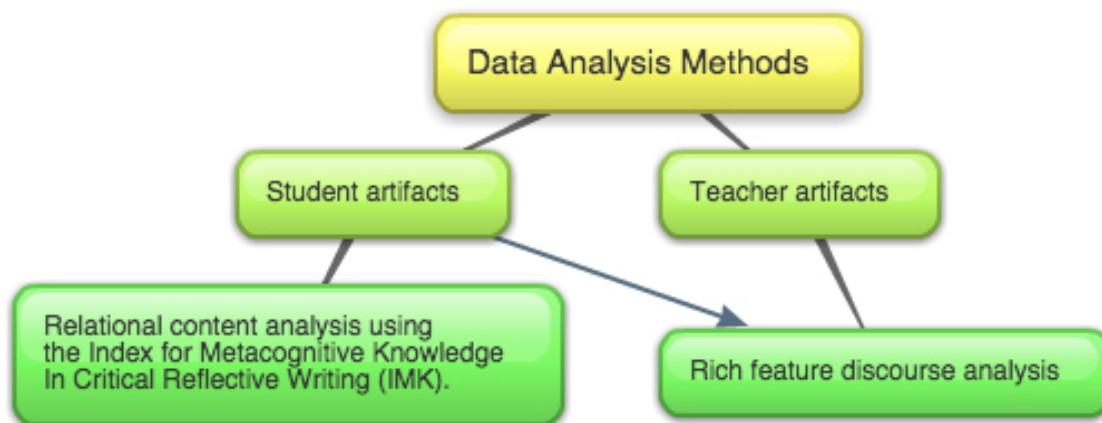 Data Analysis Methods
Student artifacts
Teacher artifacts
Relational content analysis using
the Index for Metacognitive Knowledge
In Critical Reflective Writing (IMK).
Rich feature discourse analysis